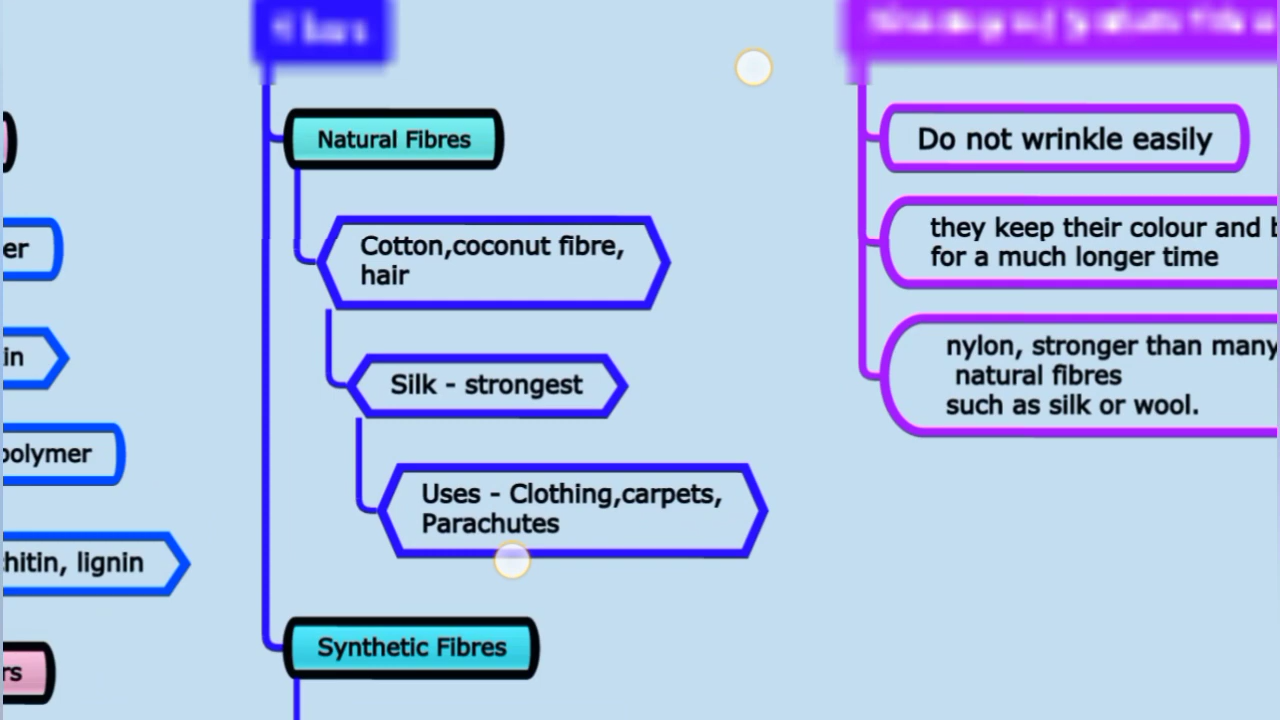 Natural Fibres
Cotton,coconut fibre,
hair
Silk - strongest
Uses - Clothing,carpets,
Parachutes
Synthetic Fibres
Do not wrinkle easily
they keep their colour and
for a much longer time
nylon, stronger than many
natural fibres
such as silk or wool.
er
in
polymer
hitin, lignin
rs